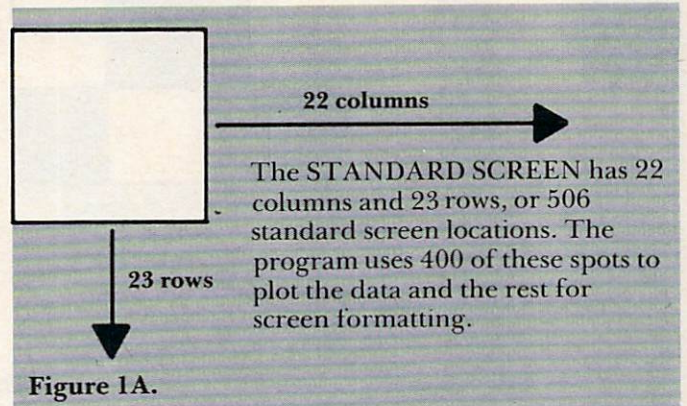 22 columns
The STANDARD SCREEN has 22
columns and 23 rows, or 506
standard screen locations. The
program uses 400 of these spots to
plot the data and the rest for
screen formatting.
23 rows
Figure 1A.